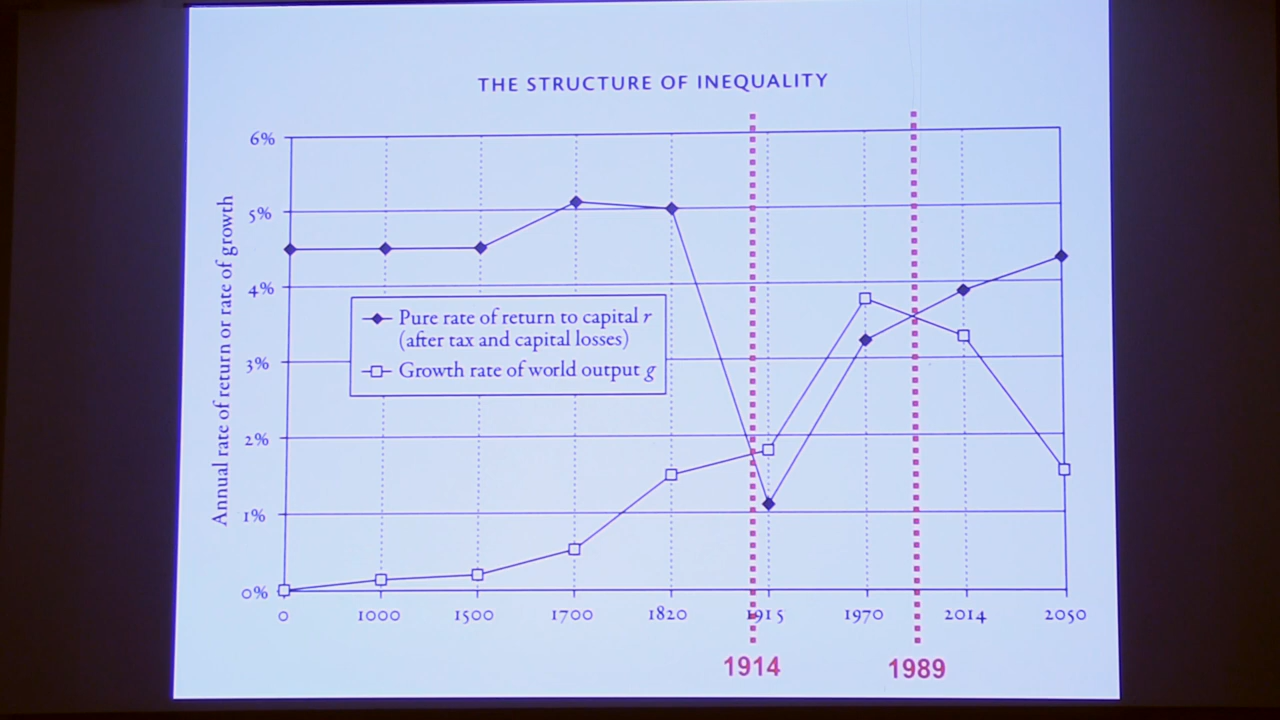 THE STRUCTURE OF INEQUALITY
6%
5%
4%
3%
2%
1%
0%
Annual rate of return or rate of growth
Pure rate of return to capital r
(after tax and capital losses)
Growth rate of world output g
0 1000 1500 1700 1820 1915 1970 2014 2050
1914 1989